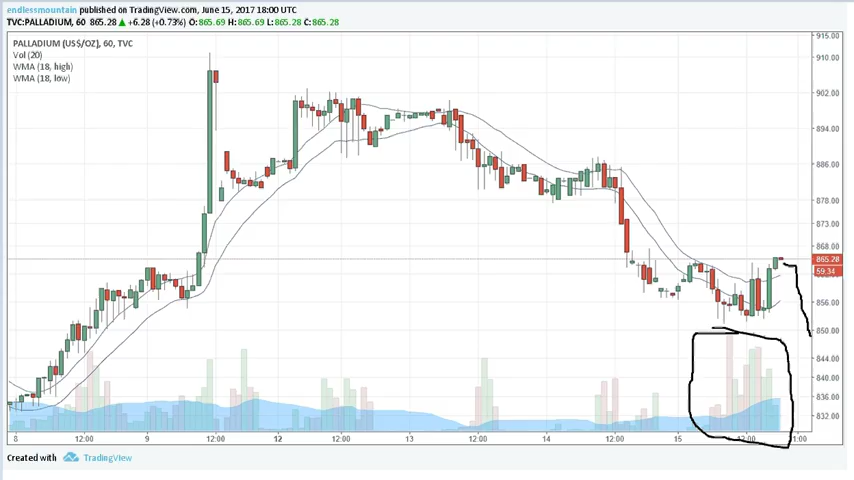 endlessmountain published on TradingView.com, June 15, 2017 18:00 UTC
TVC:PALLADIUM, 60 865.28 ▲ +6.28 (+0.73%) O:865.69 H:865.69 L:865.28 C:865.28
PALLADIUM (US$/OZ), 60, TVC
Vol (20)
WMA (18, high)
WMA (18, low)
915.00
910.00
902.00
894.00
886.00
878.00
873.00
868.00
865.28
59:34
856.00
850.00
844.00
840.00
836.00
832.00
8 12:00 9 12:00 12 12:00 13 12:00 14 12:00 15 12:00
Created with TradingView